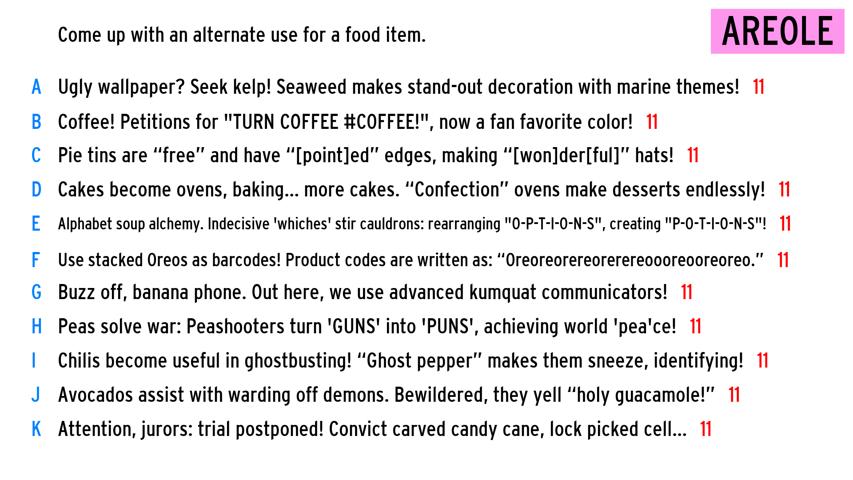 Come up with an alternate use for a food item.
AREOLE
A Ugly wallpaper? Seek kelp! Seaweed makes stand-out decoration with marine themes! 11
B Coffee! Petitions for "TURN COFFEE #COFFEE!", now a fan favorite color! 11
C Pie tins are “free” and have “[point]ed” edges, making “[won]der[ful]” hats! 11
D Cakes become ovens, baking... more cakes. “Confection” ovens make desserts endlessly! 11
E Alphabet soup alchemy. Indecisive 'whiches' stir cauldrons: rearranging "O-P-T-I-O-N-S", creating "P-O-T-I-O-N-S"! 11
F Use stacked Oreos as barcodes! Product codes are written as: “Oreoreorereorerereoooreooreoreo.” 11
G Buzz off, banana phone. Out here, we use advanced kumquat communicators! 11
H Peas solve war: Peashooters turn 'GUNS' into 'PUNS', achieving world 'pea'ce! 11
I Chilis become useful in ghostbusting! “Ghost pepper” makes them sneeze, identifying! 11
J Avocados assist with warding off demons. Bewildered, they yell “holy guacamole!” 11
K Attention, jurors: trial postponed! Convict carved candy cane, lock picked cell... 11